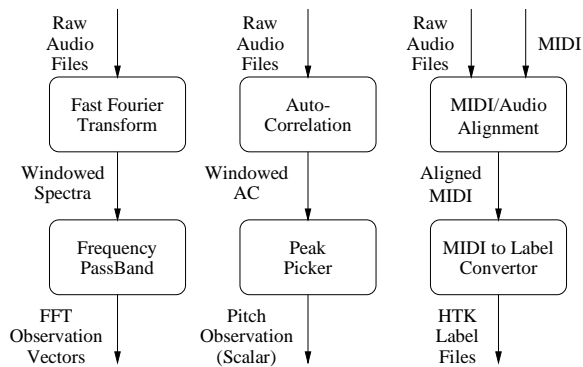 Raw
Audio
Files
Fast Fourier
Transform
Windowed
Spectra
Frequency
PassBand
FFT
Observation
Vectors
Raw
Audio
Files
Auto-
Correlation
Windowed
AC
Peak
Picker
Pitch
Observation
(Scalar)
Raw
Audio
Files
MIDI
MIDI/Audio
Alignment
Aligned
MIDI
MIDI to Label
Convertor
HTK
Label
Files